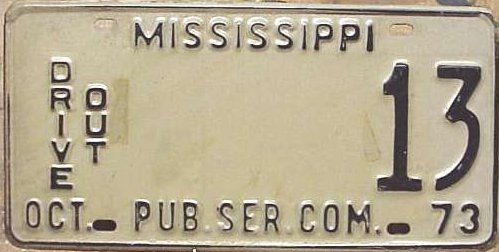 MISSISSIPPI
DRIVE
OUT
13
OCT. PUB.SER.COM. 73